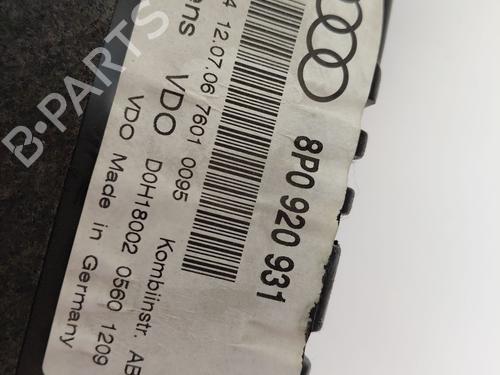 4 12.07.06 7601 0095
ens VDO Kombiinstr. AB
VDO D0H18002 0560 1209
Made in Germany
8P0 920 931
B-PARTS